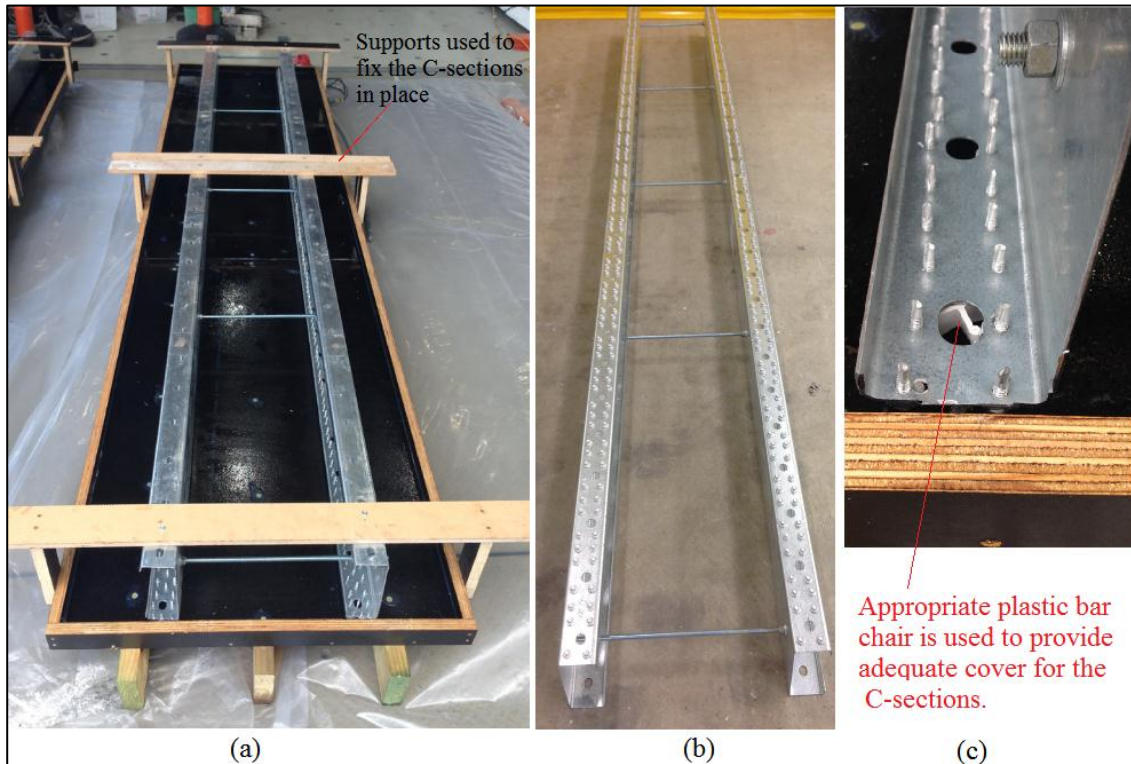 Supports used to
fix the C-sections
in place
Appropriate plastic bar
chair is used to provide
adequate cover for the
C-sections.
(a)
(b)
(c)